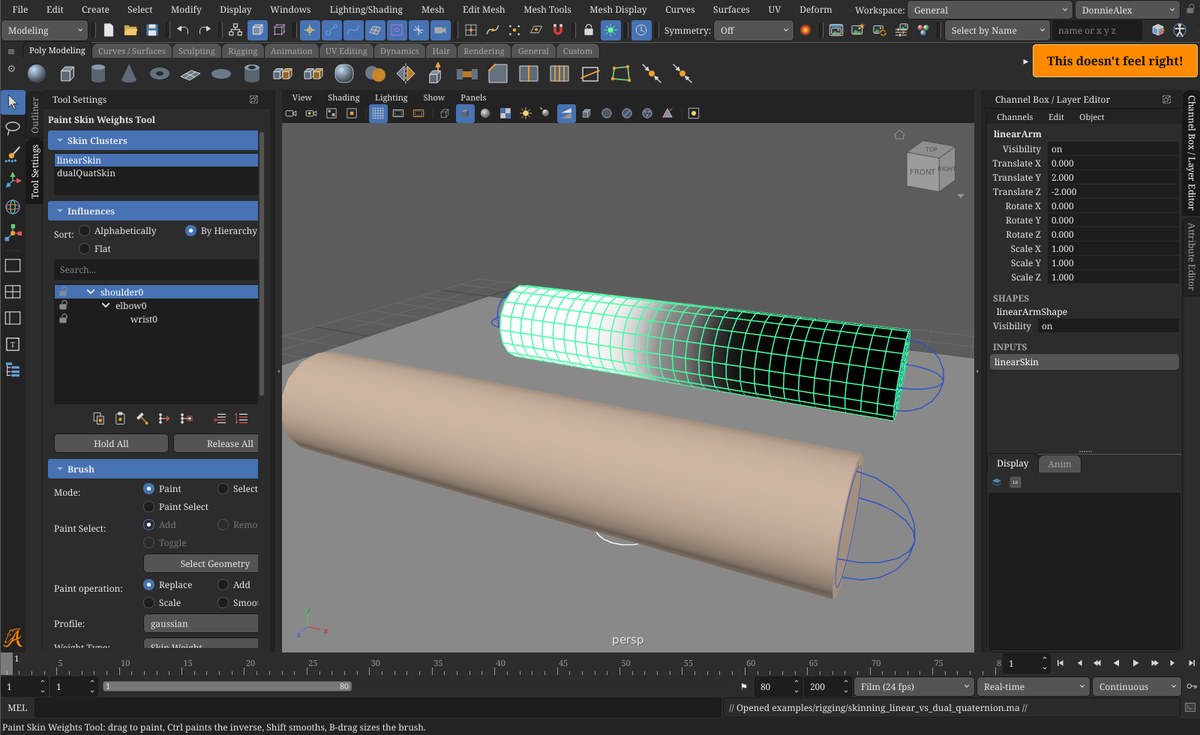 File Edit Create Select Modify Display Windows Lighting/Shading Mesh Edit Mesh Mesh Tools Mesh Display Curves Surfaces UV Deform Workspace: General DonnieAlex
Modeling Symmetry: Off Select by Name name or x y z
Poly Modeling Curves / Surfaces Sculpting Rigging Animation UV Editing Dynamics Hair Rendering General Custom
This doesn't feel right!
Outliner
Tool Settings
Tool Settings
Paint Skin Weights Tool
Skin Clusters
linearSkin
dualQuatSkin
Influences
Sort: Alphabetically By Hierarchy
Flat
Search...
shoulder0
elbow0
wrist0
Hold All Release All
Brush
Mode: Paint Select
Paint Select
Paint Select: Add Remo
Toggle
Select Geometry
Paint operation: Replace Add
Scale Smoo
Profile: gaussian
View Shading Lighting Show Panels
TOP
FRONT RIGHT
persp
Channel Box / Layer Editor
Channels Edit Object
linearArm
Visibility on
Translate X 0.000
Translate Y 2.000
Translate Z -2.000
Rotate X 0.000
Rotate Y 0.000
Rotate Z 0.000
Scale X 1.000
Scale Y 1.000
Scale Z 1.000
SHAPES
linearArmShape
Visibility on
INPUTS
linearSkin
Display Anim
Channel Box / Layer Editor
Attribute Editor
1 5 10 15 20 25 30 35 40 45 50 55 60 65 70 75 8 1
1 1 1 80 80 200 Film (24 fps) Real-time Continuous
MEL // Opened examples/rigging/skinning_linear_vs_dual_quaternion.ma //
Paint Skin Weights Tool: drag to paint, Ctrl paints the inverse, Shift smooths, B-drag sizes the brush.